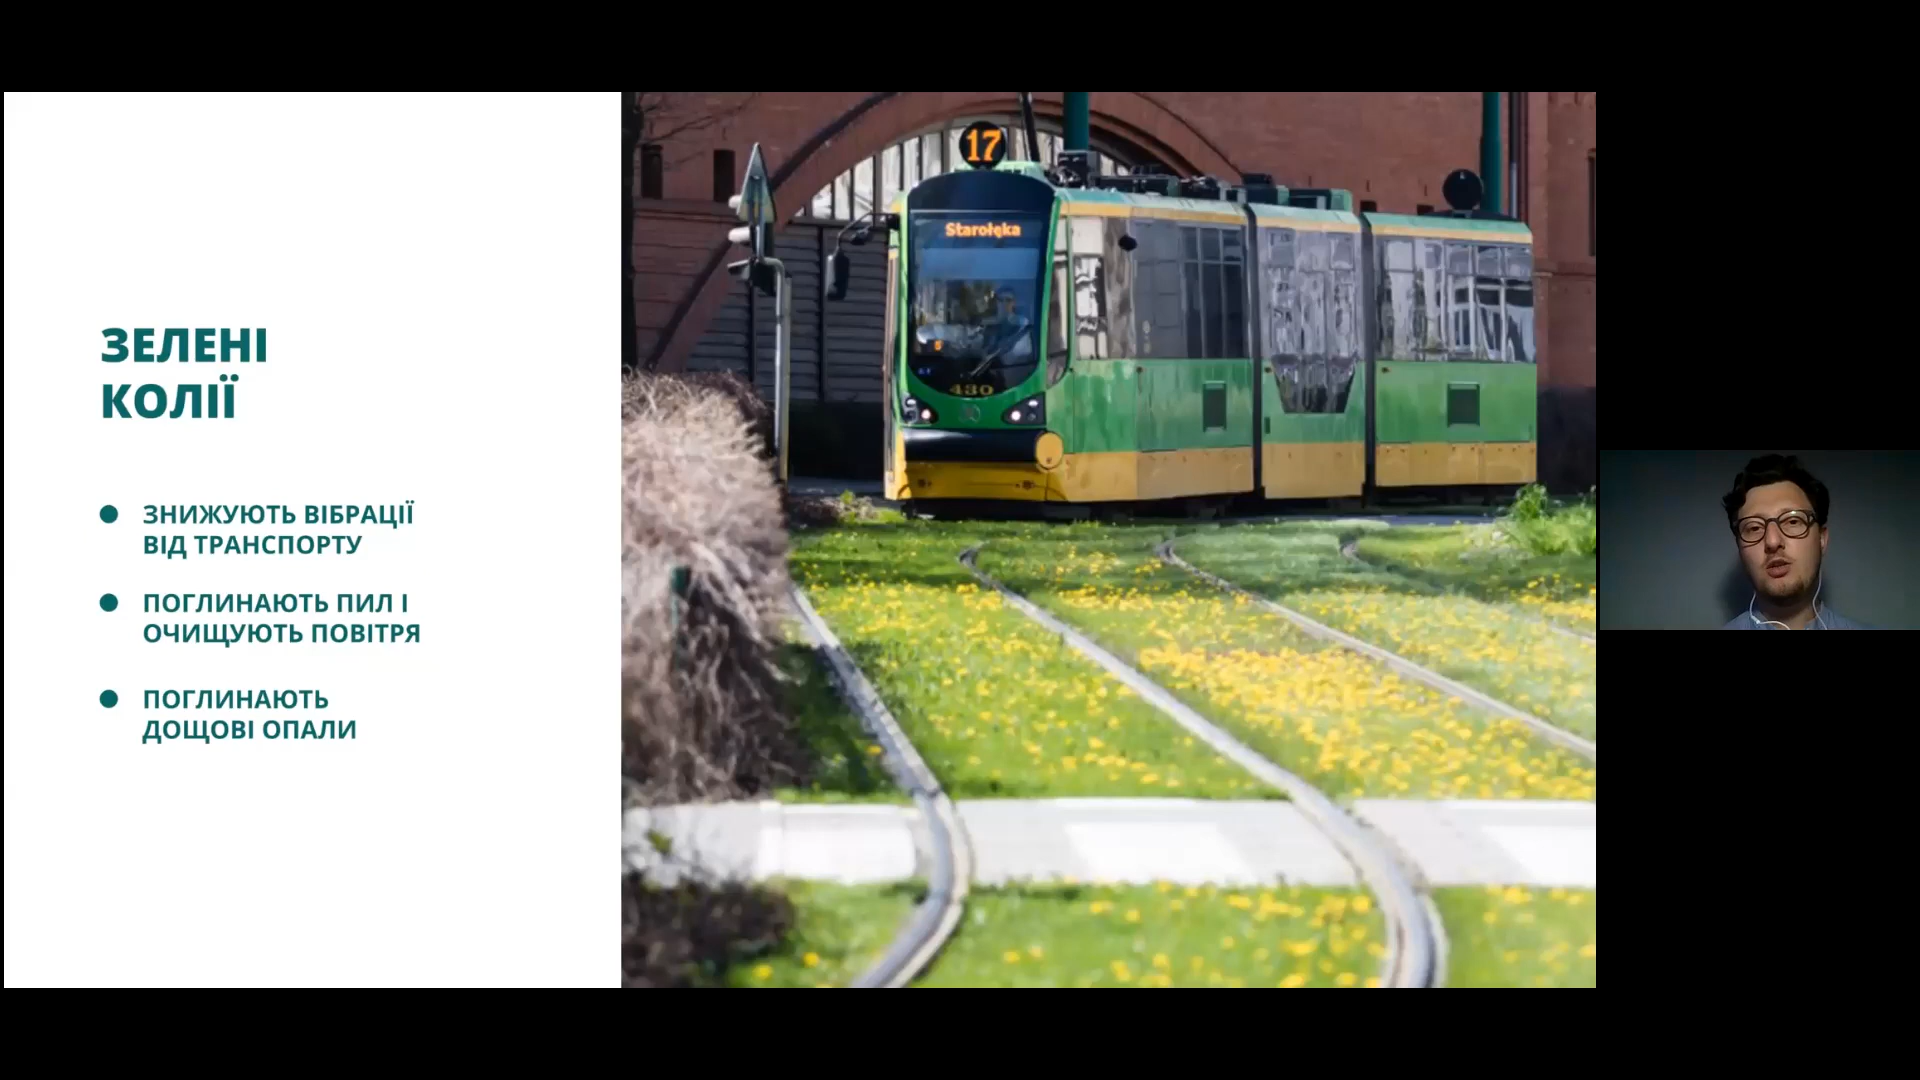 ЗЕЛЕНІ
КОЛІЇ
ЗНИЖУЮТЬ ВІБРАЦІЇ
ВІД ТРАНСПОРТУ
ПОГЛИНАЮТЬ ПИЛ І
ОЧИЩУЮТЬ ПОВІТРЯ
ПОГЛИНАЮТЬ
ДОЩОВІ ОПАЛИ
17
Starołęka
430